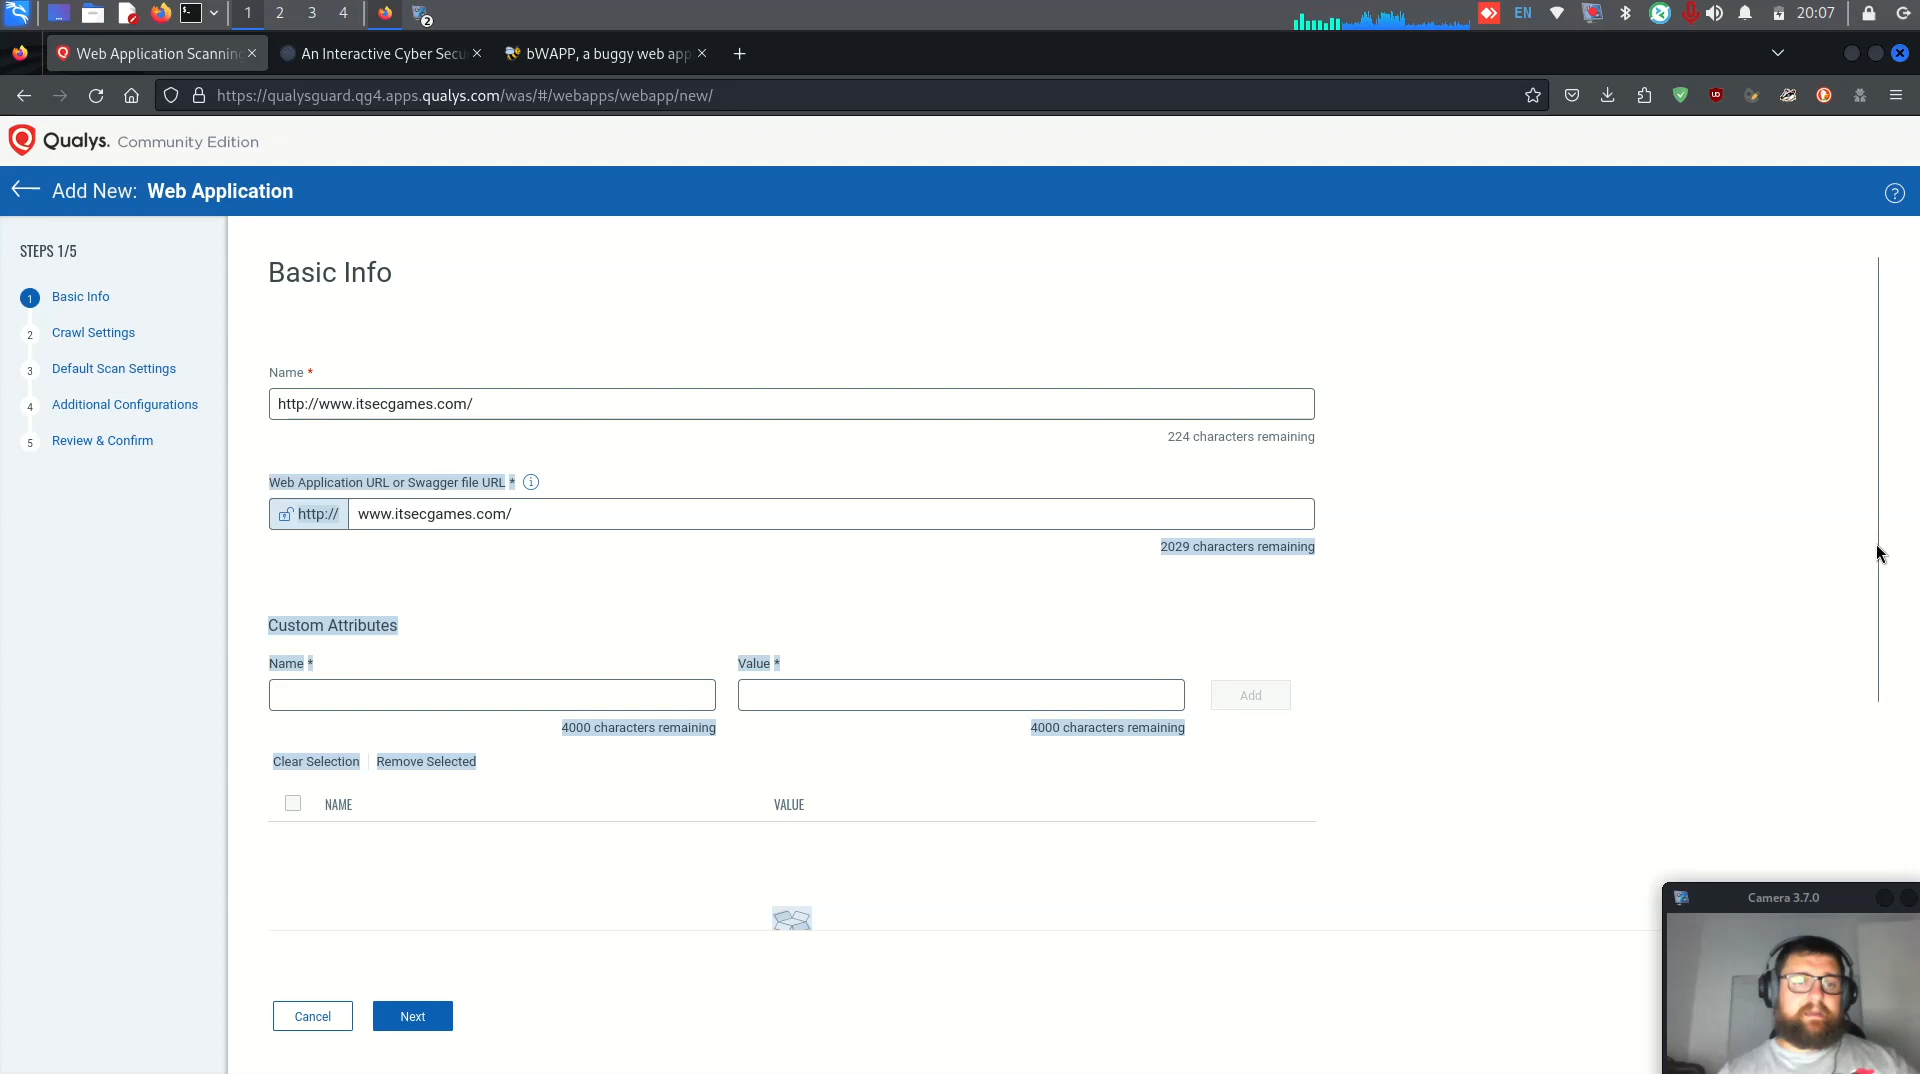 1 2 3 4 2 EN 20:07
Web Application Scanning An Interactive Cyber Secu bWAPP, a buggy web app
https://qualysguard.qg4.apps.qualys.com/was/#/webapps/webapp/new/
Qualys. Community Edition
Add New: Web Application
STEPS 1/5
1 Basic Info
2 Crawl Settings
3 Default Scan Settings
4 Additional Configurations
5 Review & Confirm
Basic Info
Name *
http://www.itsecgames.com/
224 characters remaining
Web Application URL or Swagger file URL *
http:// www.itsecgames.com/
2029 characters remaining
Custom Attributes
Name * Value *
Add
4000 characters remaining 4000 characters remaining
Clear Selection Remove Selected
NAME VALUE
Cancel Next
Camera 3.7.0